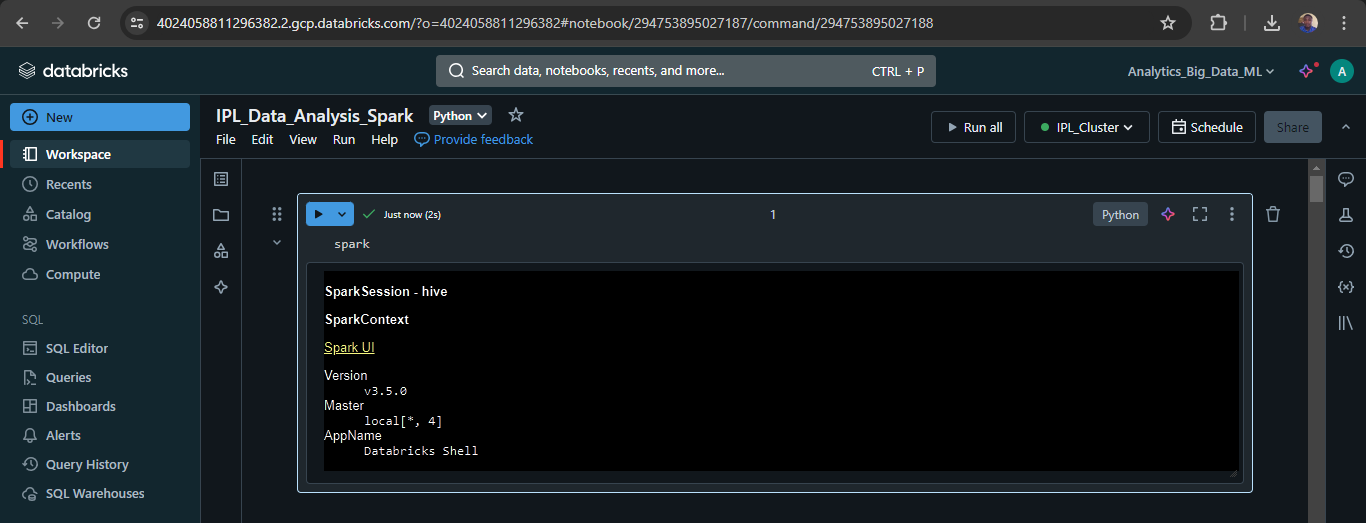 4024058811296382.2.gcp.databricks.com/?o=4024058811296382#notebook/294753895027187/command/294753895027188
databricks
Search data, notebooks, recents, and more... CTRL + P
Analytics_Big_Data_ML
A
New
Workspace
Recents
Catalog
Workflows
Compute
SQL
SQL Editor
Queries
Dashboards
Alerts
Query History
SQL Warehouses
IPL_Data_Analysis_Spark Python
File Edit View Run Help Provide feedback
Run all IPL_Cluster Schedule Share
Just now (2s) 1 Python
spark
SparkSession - hive
SparkContext
Spark UI
Version
v3.5.0
Master
local[*, 4]
AppName
Databricks Shell